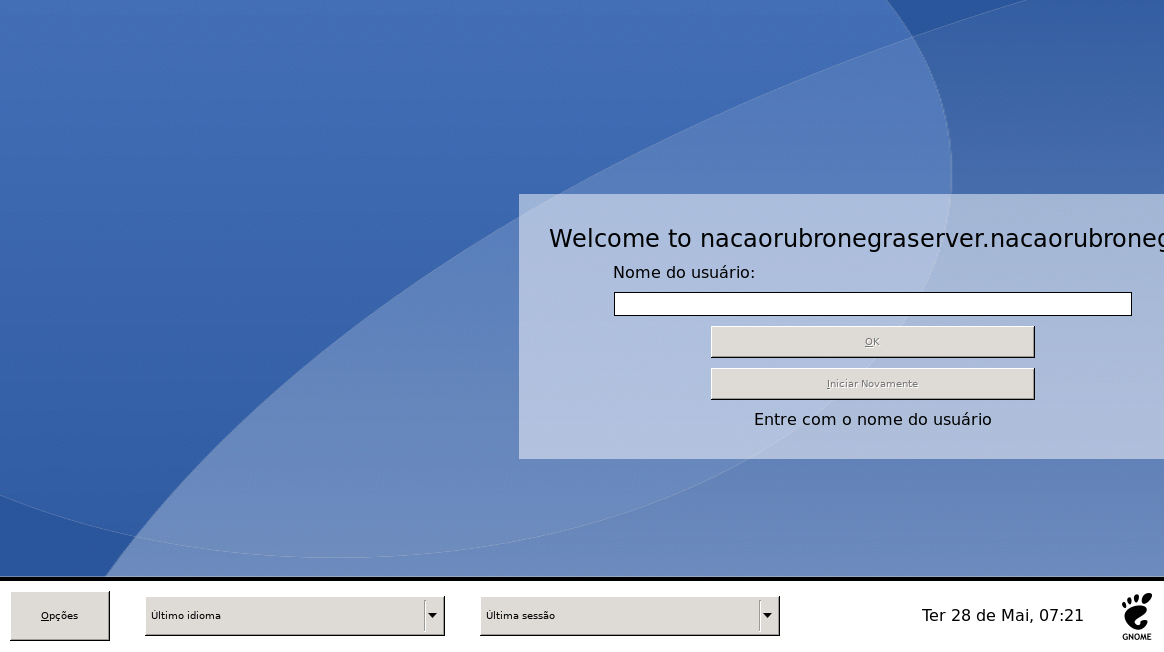 Welcome to nacaorubronegraserver.nacaorubroneg
Nome do usuário:
OK
Iniciar Novamente
Entre com o nome do usuário
Opções
Último idioma
Última sessão
Ter 28 de Mai, 07:21
GNOME